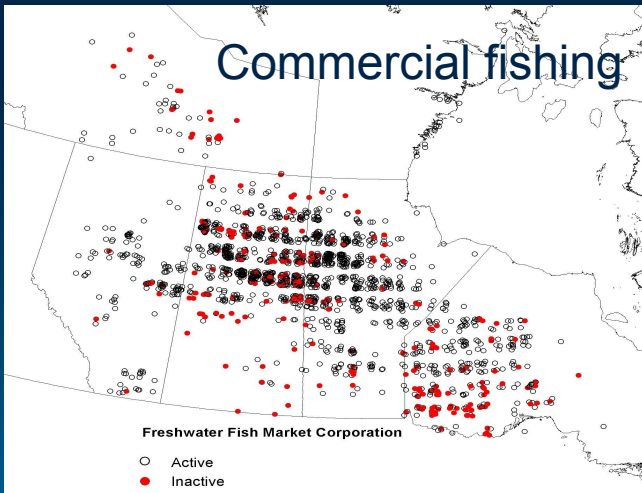 Commercial fishing
Freshwater Fish Market Corporation
Active
Inactive